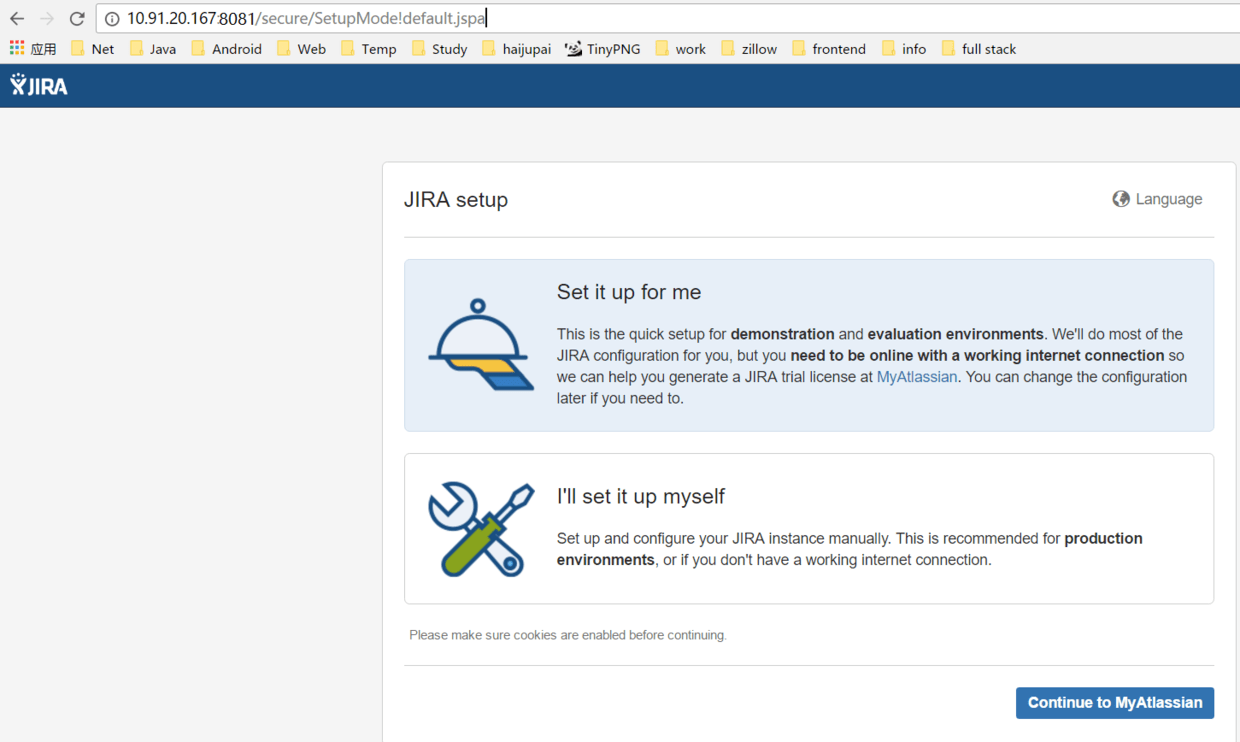 10.91.20.167:8081/secure/SetupMode!default.jspa
应用 Net Java Android Web Temp Study haijupai TinyPNG work zillow frontend info full stack
JIRA
JIRA setup
Language
Set it up for me
This is the quick setup for demonstration and evaluation environments. We'll do most of the
JIRA configuration for you, but you need to be online with a working internet connection so
we can help you generate a JIRA trial license at MyAtlassian. You can change the configuration
later if you need to.
I'll set it up myself
Set up and configure your JIRA instance manually. This is recommended for production
environments, or if you don't have a working internet connection.
Please make sure cookies are enabled before continuing.
Continue to MyAtlassian